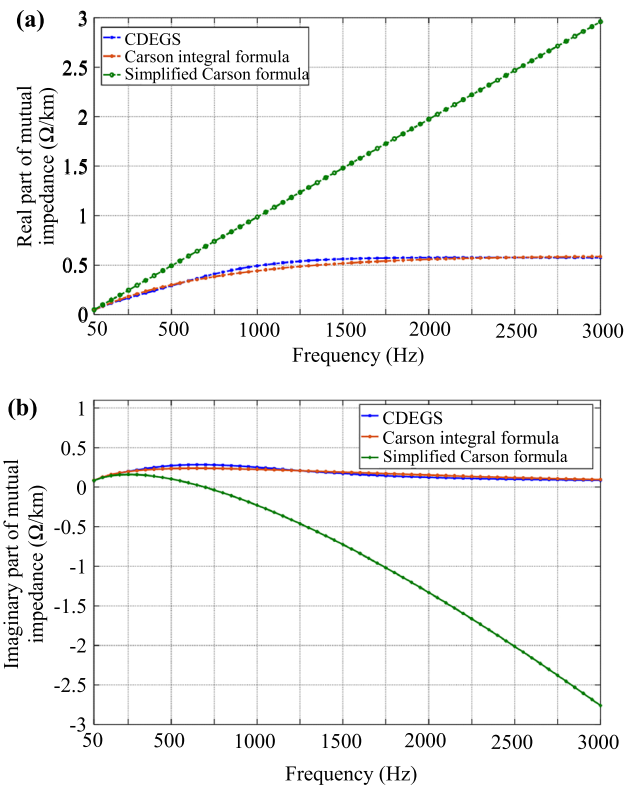 (a)
CDEGS
Carson integral formula
Simplified Carson formula
Real part of mutual
impedance (Ω/km)
3
2.5
2
1.5
1
0.5
0
50 500 1000 1500 2000 2500 3000
Frequency (Hz)
(b)
CDEGS
Carson integral formula
Simplified Carson formula
Imaginary part of mutual
impedance (Ω/km)
1
0.5
0
-0.5
-1
-1.5
-2
-2.5
-3
50 500 1000 1500 2000 2500 3000
Frequency (Hz)